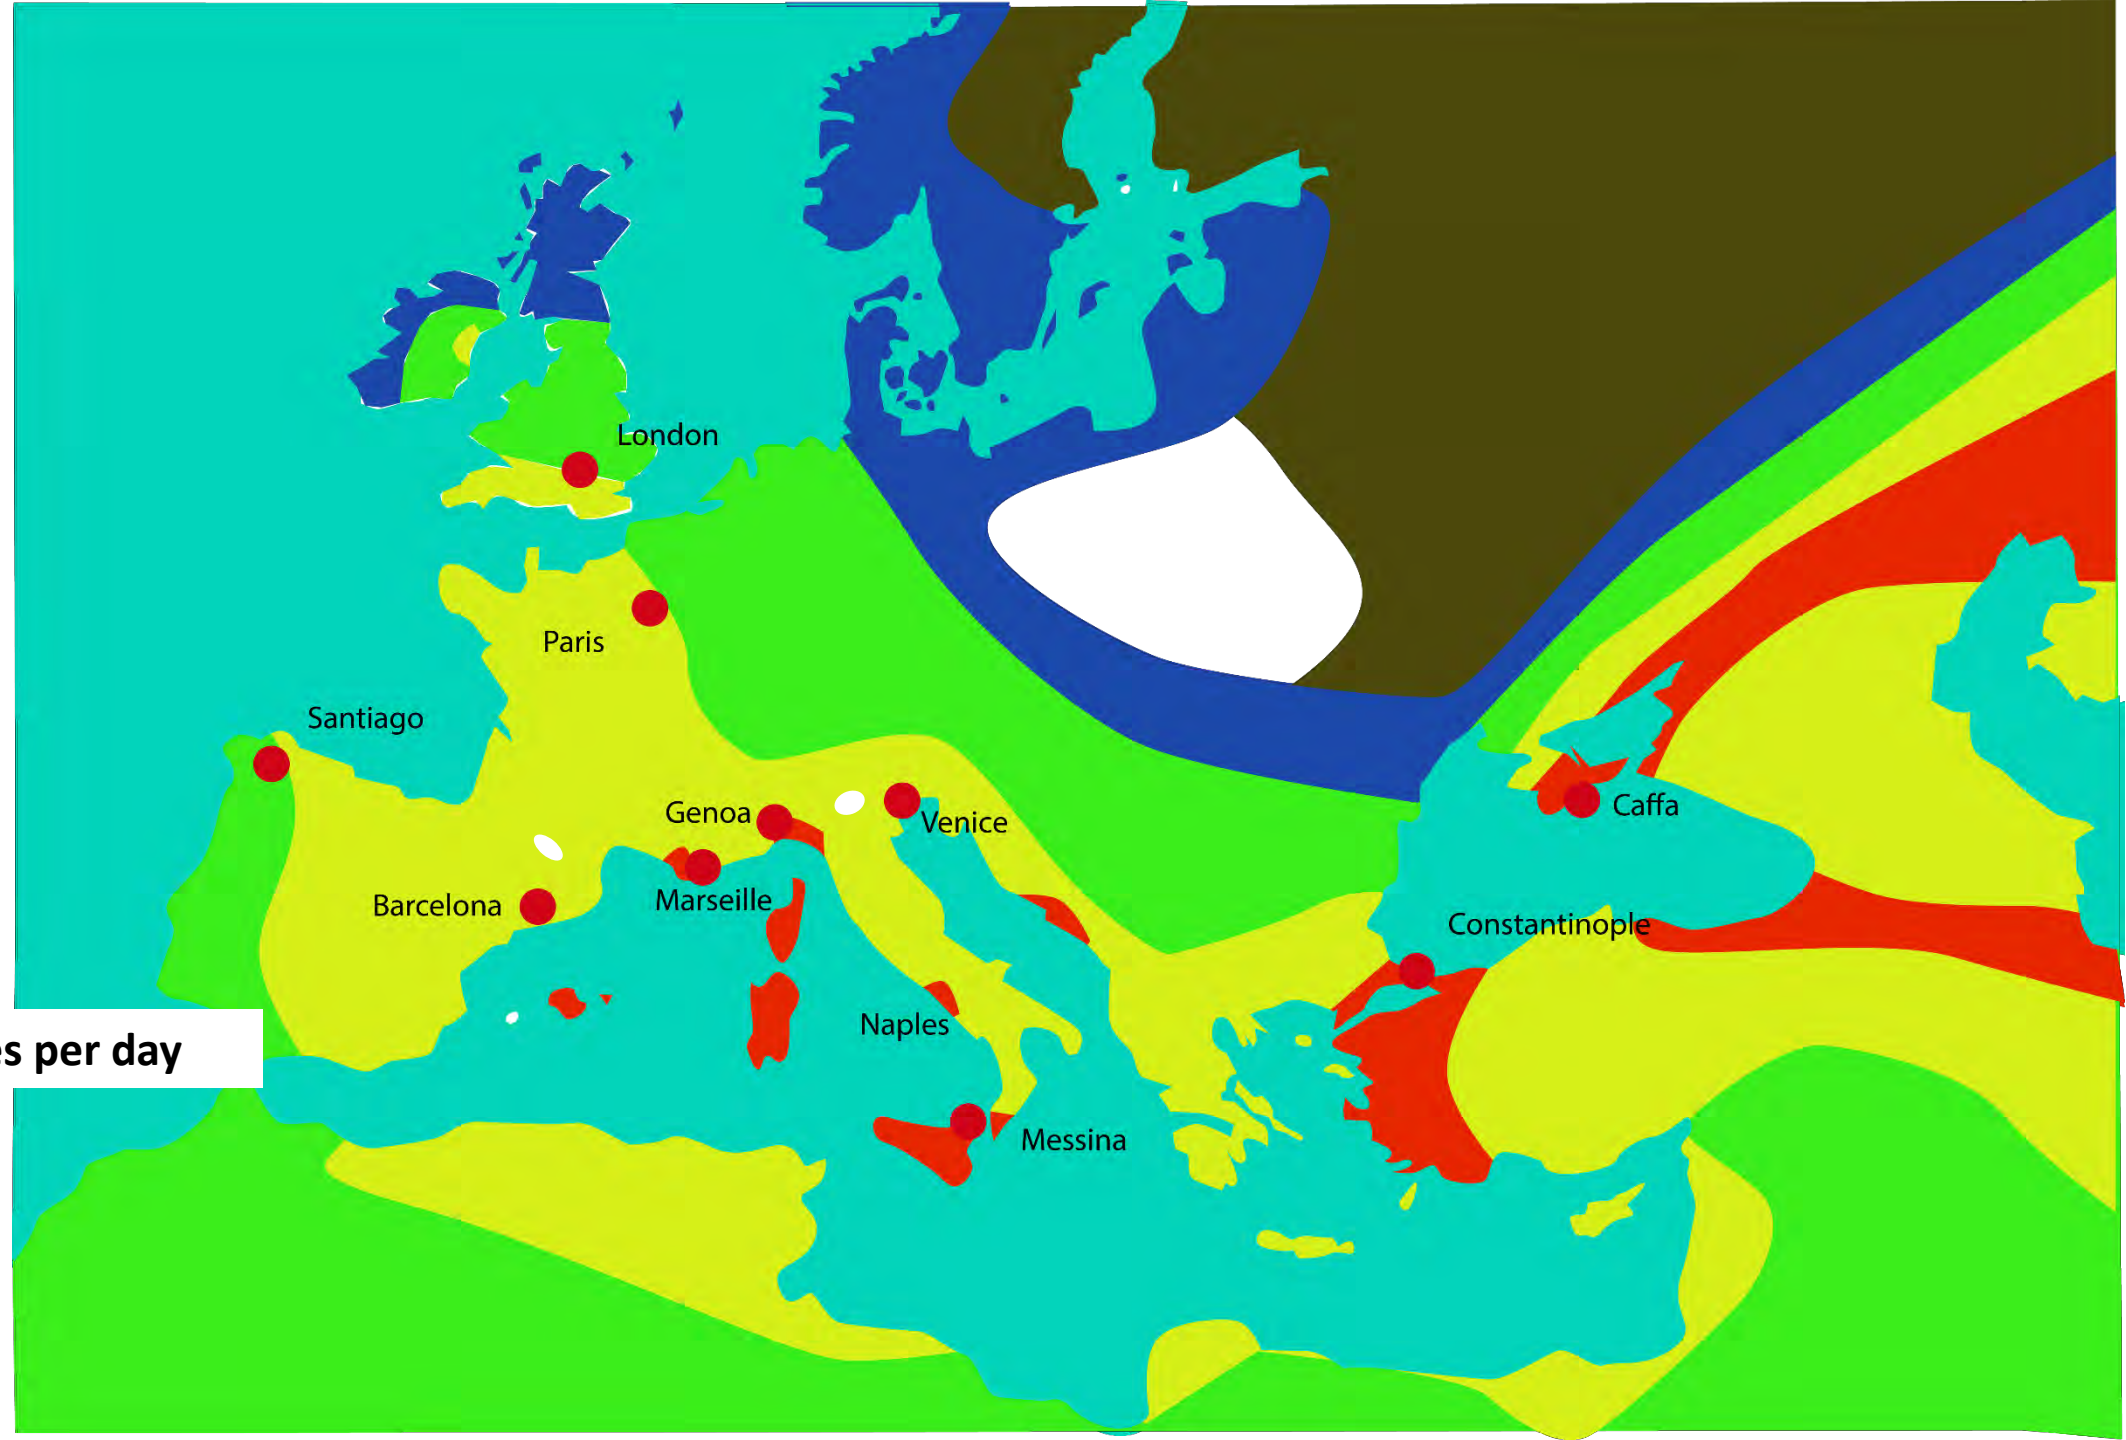 London
Paris
Santiago
Genoa
Venice
Caffa
Barcelona
Marseille
Constantinople
Naples
per day
Messina